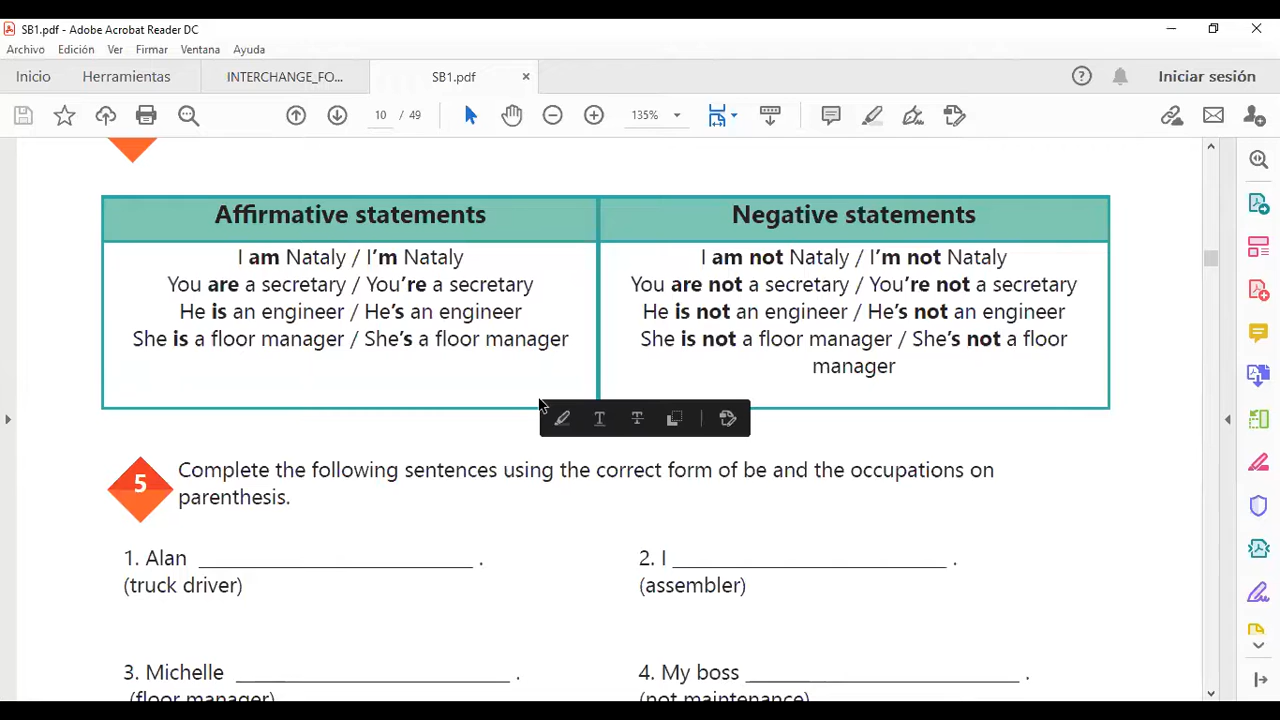 SB1.pdf - Adobe Acrobat Reader DC
Archivo Edición Ver Firmar Ventana Ayuda
Inicio Herramientas INTERCHANGE_FO... SB1.pdf × Iniciar sesión
10 / 49 135%
Affirmative statements
I am Nataly / I'm Nataly
You are a secretary / You're a secretary
He is an engineer / He's an engineer
She is a floor manager / She's a floor manager
Negative statements
I am not Nataly / I'm not Nataly
You are not a secretary / You're not a secretary
He is not an engineer / He's not an engineer
She is not a floor manager / She's not a floor
manager
5 Complete the following sentences using the correct form of be and the occupations on
parenthesis.
1. Alan ________________________ .
(truck driver)
2. I ________________________ .
(assembler)
3. Michelle ________________________ .
(floor manager)
4. My boss ________________________ .
(not maintenance)